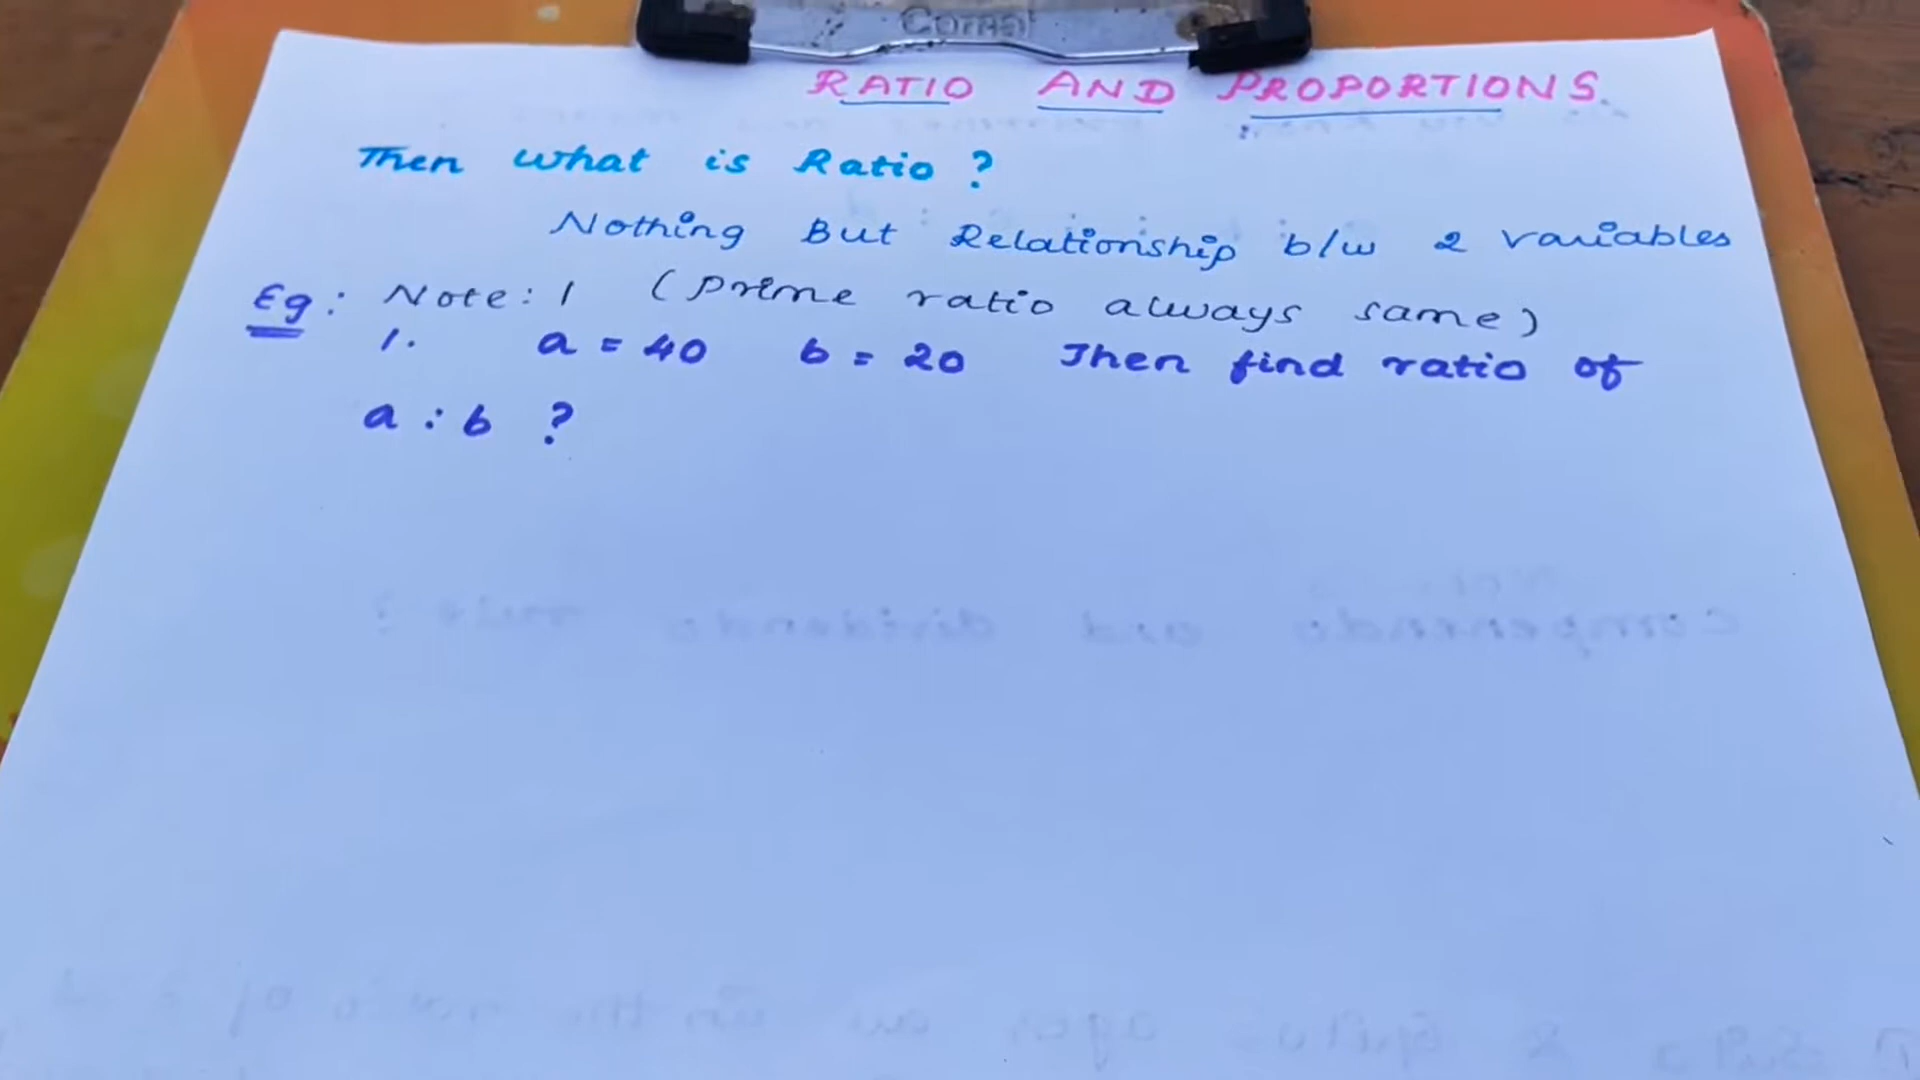 RATIO AND PROPORTIONS
Then what is Ratio ?
Nothing But Relationship b/w 2 variables
Eg : Note : 1 (prime ratio always same)
1. a = 40 b = 20 Then find ratio of
a : b ?